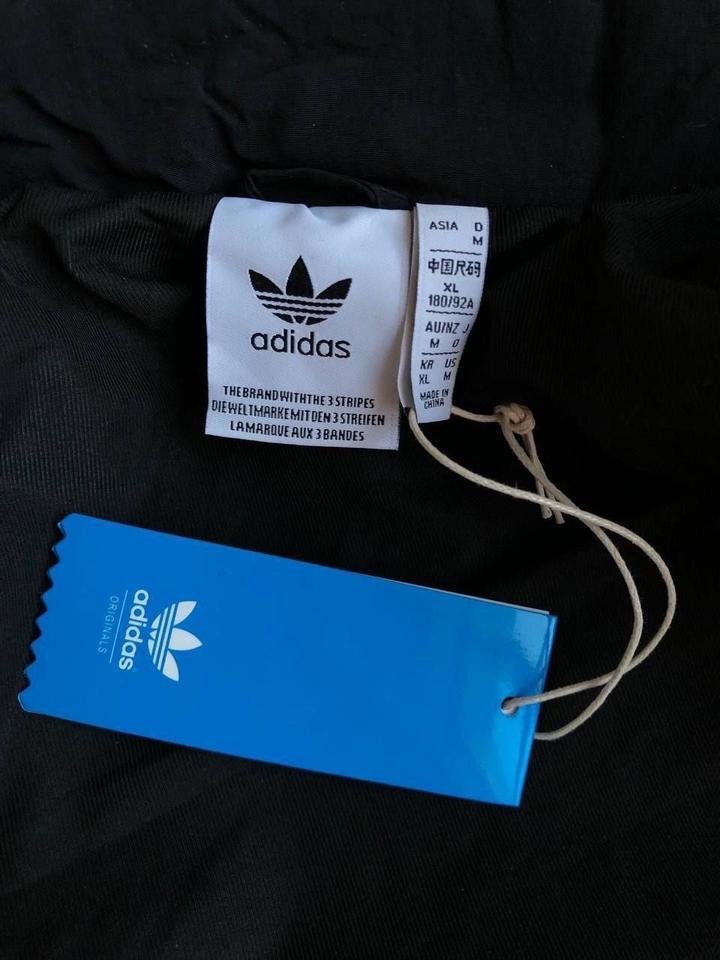 adidas
THE BRAND WITH THE 3 STRIPES
DIE WELTMARKE MIT DEN 3 STREIFEN
LA MARQUE AUX 3 BANDES
ASIA D
M
中国尺码
XL
180/92A
AU/NZ J
M O
KR US
XL M
MADE IN
CHINA
adidas
ORIGINALS